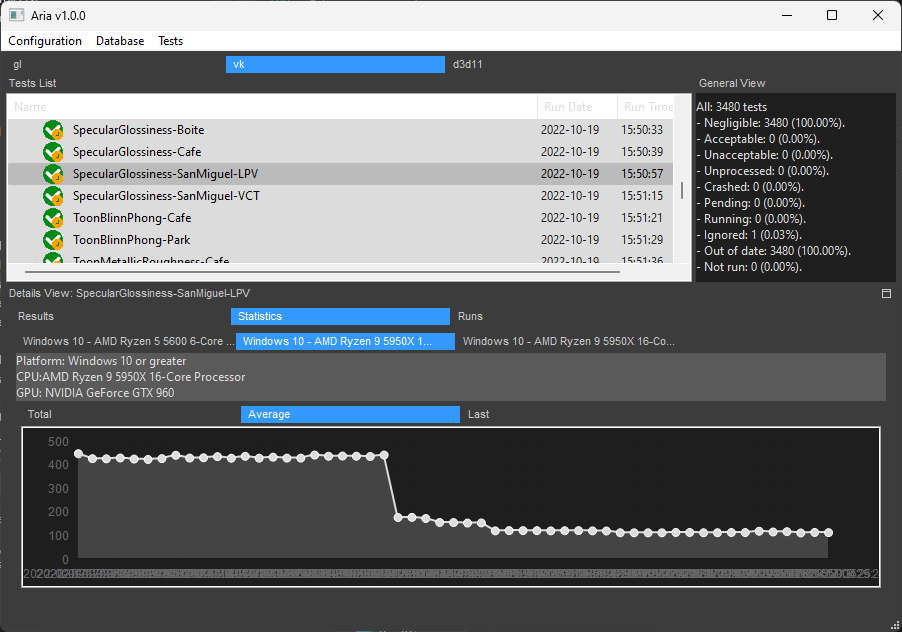 Aria v1.0.0
Configuration Database Tests
gl vk d3d11
Tests List
Name Run Date Run Time
SpecularGlossiness-Boite 2022-10-19 15:50:33
SpecularGlossiness-Cafe 2022-10-19 15:50:39
SpecularGlossiness-SanMiguel-LPV 2022-10-19 15:50:57
SpecularGlossiness-SanMiguel-VCT 2022-10-19 15:51:15
ToonBlinnPhong-Cafe 2022-10-19 15:51:21
ToonBlinnPhong-Park 2022-10-19 15:51:29
ToonMetallicRoughness-Cafe 2022-10-19 15:51:36
General View
All: 3480 tests
- Negligible: 3480 (100.00%).
- Acceptable: 0 (0.00%).
- Unacceptable: 0 (0.00%).
- Unprocessed: 0 (0.00%).
- Crashed: 0 (0.00%).
- Pending: 0 (0.00%).
- Running: 0 (0.00%).
- Ignored: 1 (0.03%).
- Out of date: 3480 (100.00%).
- Not run: 0 (0.00%).
Details View: SpecularGlossiness-SanMiguel-LPV
Results Statistics Runs
Windows 10 - AMD Ryzen 5 5600 6-Core ... Windows 10 - AMD Ryzen 9 5950X 1... Windows 10 - AMD Ryzen 9 5950X 16-Co...
Platform: Windows 10 or greater
CPU:AMD Ryzen 9 5950X 16-Core Processor
GPU: NVIDIA GeForce GTX 960
Total Average Last
500
400
300
200
100
0